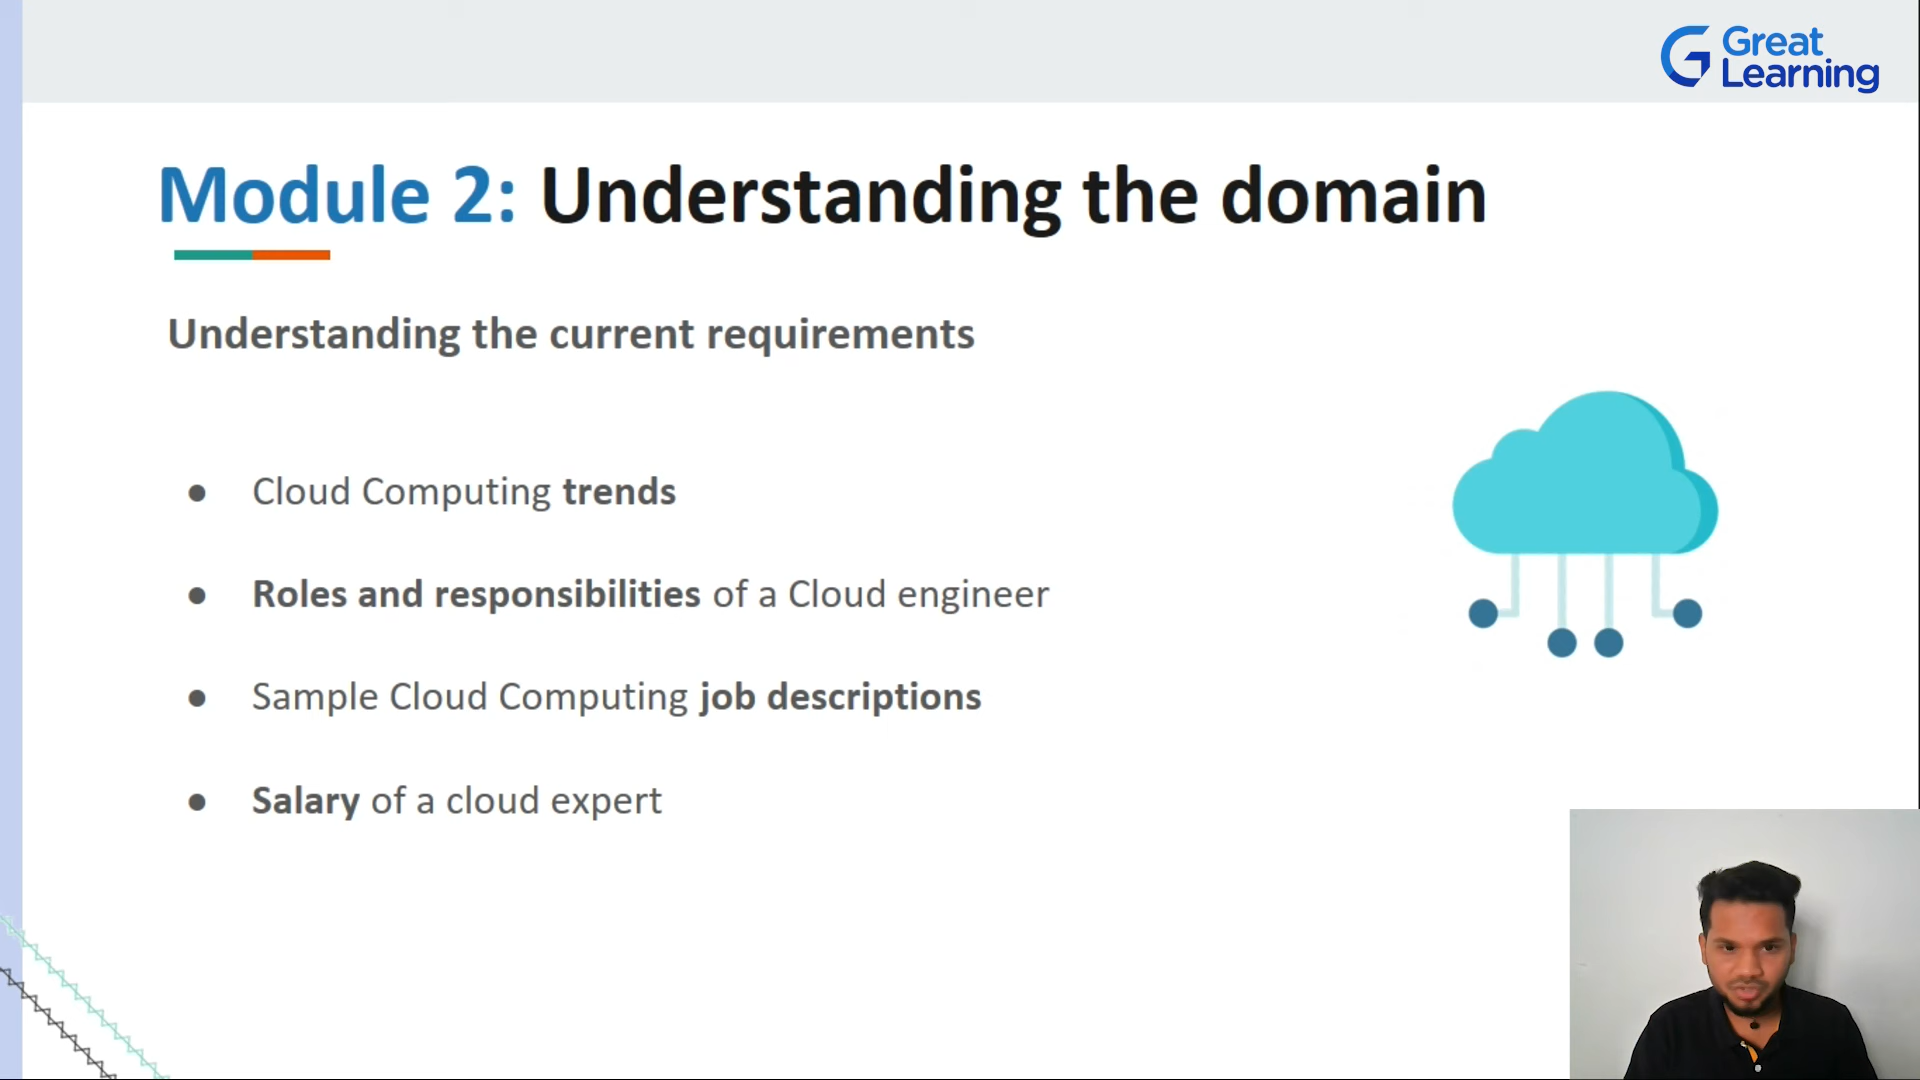 Great
Learning
Module 2: Understanding the domain
Understanding the current requirements
● Cloud Computing trends
● Roles and responsibilities of a Cloud engineer
● Sample Cloud Computing job descriptions
● Salary of a cloud expert